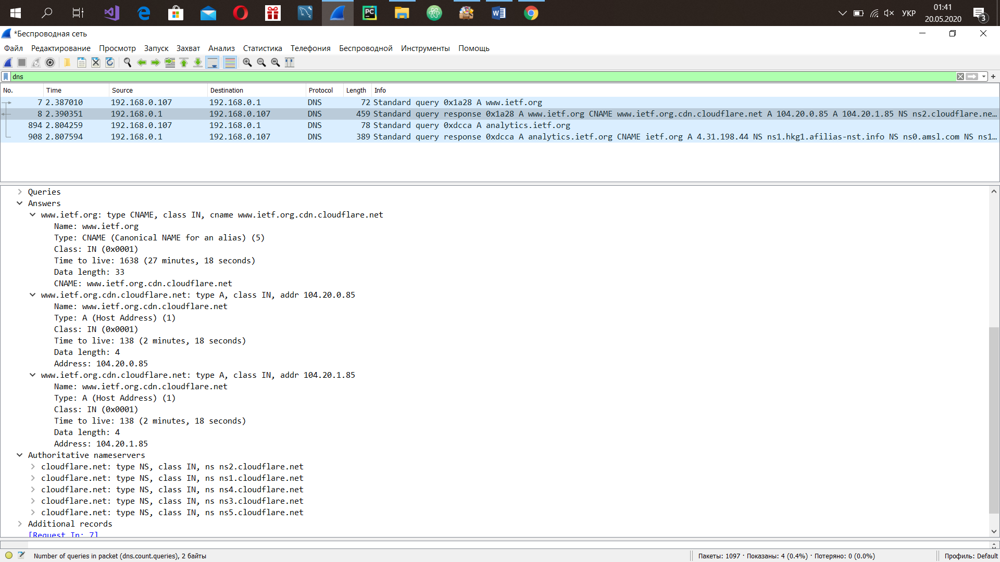 PC
W
УКР
01:41
20.05.2020
3
*Беспроводная сеть
Файл Редактирование Просмотр Запуск Захват Анализ Статистика Телефония Беспроводной Инструменты Помощь
dns
No. Time Source Destination Protocol Length Info
7 2.387010 192.168.0.107 192.168.0.1 DNS 72 Standard query 0x1a28 A www.ietf.org
8 2.390351 192.168.0.1 192.168.0.107 DNS 459 Standard query response 0x1a28 A www.ietf.org CNAME www.ietf.org.cdn.cloudflare.net A 104.20.0.85 A 104.20.1.85 NS ns2.cloudflare.ne…
894 2.804259 192.168.0.107 192.168.0.1 DNS 78 Standard query 0xdcca A analytics.ietf.org
908 2.807594 192.168.0.1 192.168.0.107 DNS 389 Standard query response 0xdcca A analytics.ietf.org CNAME ietf.org A 4.31.198.44 NS ns1.hkg1.afilias-nst.info NS ns0.amsl.com NS ns1…
Queries
Answers
www.ietf.org: type CNAME, class IN, cname www.ietf.org.cdn.cloudflare.net
Name: www.ietf.org
Type: CNAME (Canonical NAME for an alias) (5)
Class: IN (0x0001)
Time to live: 1638 (27 minutes, 18 seconds)
Data length: 33
CNAME: www.ietf.org.cdn.cloudflare.net
www.ietf.org.cdn.cloudflare.net: type A, class IN, addr 104.20.0.85
Name: www.ietf.org.cdn.cloudflare.net
Type: A (Host Address) (1)
Class: IN (0x0001)
Time to live: 138 (2 minutes, 18 seconds)
Data length: 4
Address: 104.20.0.85
www.ietf.org.cdn.cloudflare.net: type A, class IN, addr 104.20.1.85
Name: www.ietf.org.cdn.cloudflare.net
Type: A (Host Address) (1)
Class: IN (0x0001)
Time to live: 138 (2 minutes, 18 seconds)
Data length: 4
Address: 104.20.1.85
Authoritative nameservers
cloudflare.net: type NS, class IN, ns ns2.cloudflare.net
cloudflare.net: type NS, class IN, ns ns1.cloudflare.net
cloudflare.net: type NS, class IN, ns ns4.cloudflare.net
cloudflare.net: type NS, class IN, ns ns3.cloudflare.net
cloudflare.net: type NS, class IN, ns ns5.cloudflare.net
Additional records
[Request In: 7]
Number of queries in packet (dns.count.queries), 2 байты
Пакеты: 1097 · Показаны: 4 (0.4%) · Потеряно: 0 (0.0%)
Профиль: Default